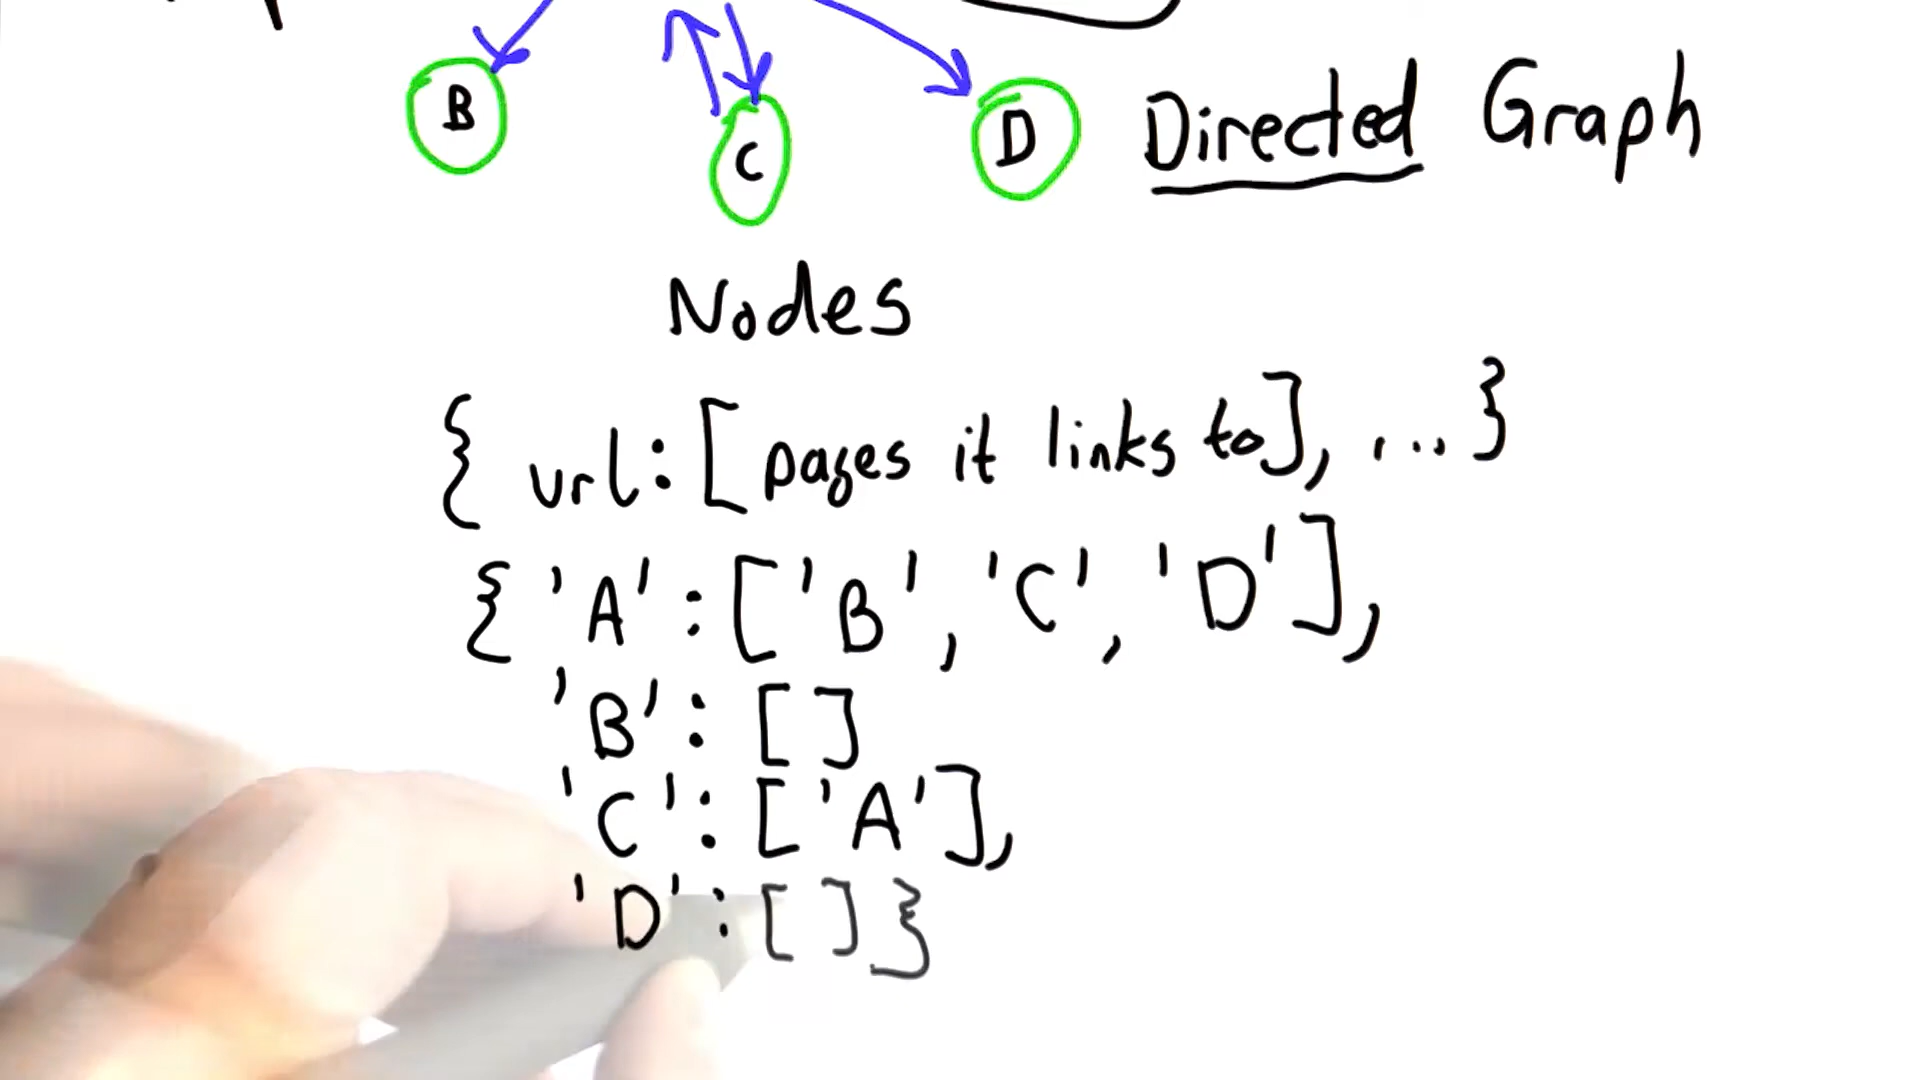 B
C
D
Directed Graph
Nodes
{ url: [pages it links to], ... }
{ 'A': ['B', 'C', 'D'],
'B': []
'C': ['A'],
'D': [] }